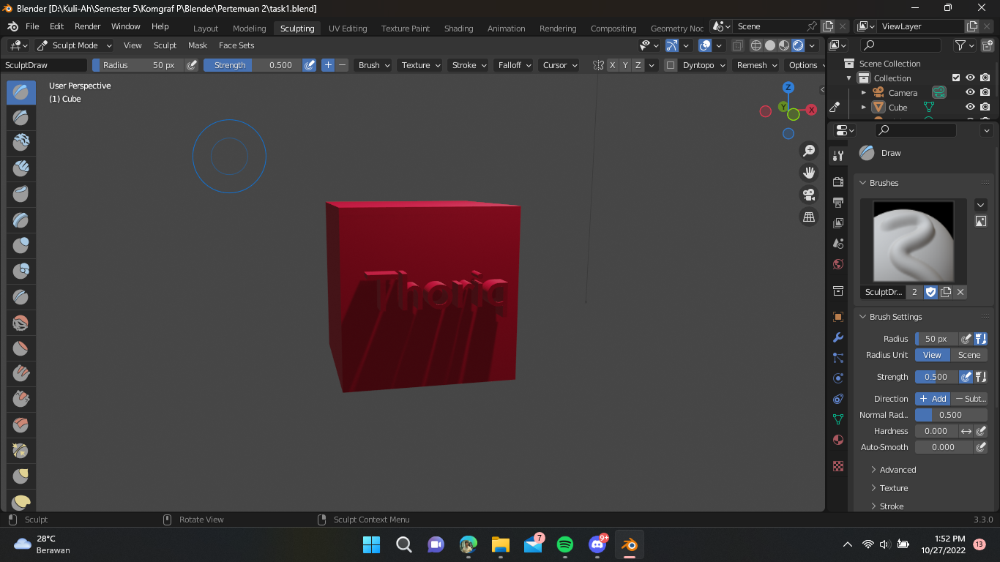 Blender [D:\Kuli-Ah\Semester 5\Komgraf P\Blender\Pertemuan 2\task1.blend]
File Edit Render Window Help Layout Modeling Sculpting UV Editing Texture Paint Shading Animation Rendering Compositing Geometry Noc Scene ViewLayer
Sculpt Mode View Sculpt Mask Face Sets
SculptDraw Radius 50 px Strength 0.500 Brush Texture Stroke Falloff Cursor X Y Z Dyntopo Remesh Options
User Perspective
(1) Cube
Z
Y
X
Thoriq
Scene Collection
Collection
Camera
Cube
Draw
Brushes
SculptDr... 2
Brush Settings
Radius 50 px
Radius Unit View Scene
Strength 0.500
Direction + Add − Subt...
Normal Rad... 0.500
Hardness 0.000
Auto-Smooth 0.000
Advanced
Texture
Stroke
Sculpt Rotate View Sculpt Context Menu 3.3.0
28°C
Berawan
7
9+
1:52 PM
10/27/2022
13